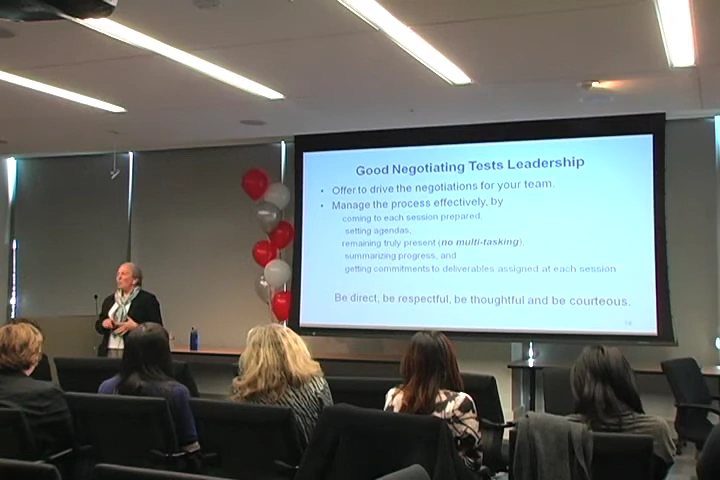 Good Negotiating Tests Leadership
• Offer to drive the negotiations for your team.
• Manage the process effectively, by
coming to each session prepared,
setting agendas,
remaining truly present (no multi-tasking),
summarizing progress, and
getting commitments to deliverables assigned at each session
Be direct, be respectful, be thoughtful and be courteous.